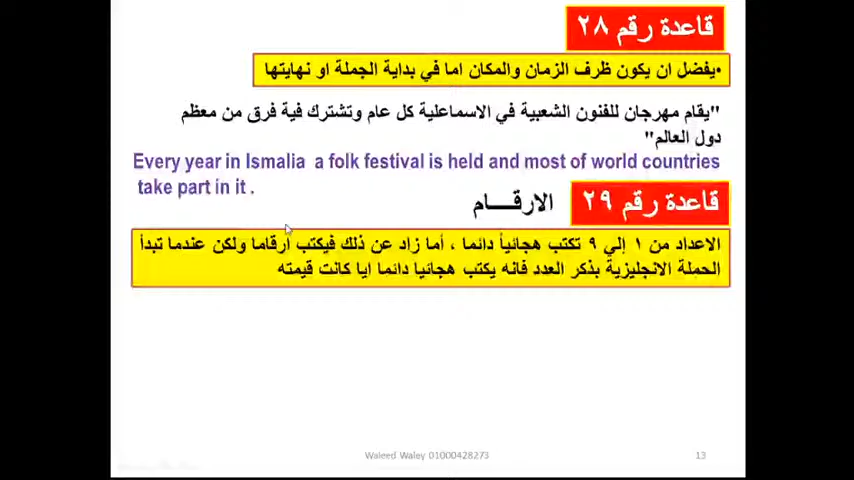 قاعدة رقم ٢٨
•يفضل ان يكون ظرف الزمان والمكان اما في بداية الجملة او نهايتها
"يقام مهرجان للفنون الشعبية في الاسماعلية كل عام وتشترك فية فرق من معظم
دول العالم"
Every year in Ismalia a folk festival is held and most of world countries
take part in it .
قاعدة رقم ٢٩ الارقـــام
الاعداد من ١ إلي ٩ تكتب هجائياً دائما ، أما زاد عن ذلك فيكتب أرقاما ولكن عندما تبدأ
الجملة الانجليزية بذكر العدد فانه يكتب هجائيا دائما ايا كانت قيمته
Waleed Waley 01000428273
13